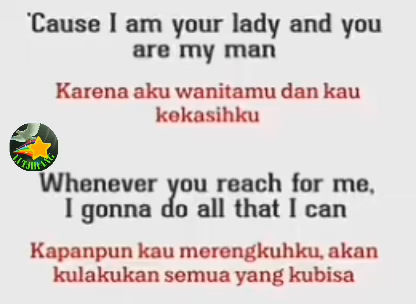 'Cause I am your lady and you
are my man
Karena aku wanitamu dan kau
kekasihku
Whenever you reach for me,
I gonna do all that I can
Kapanpun kau merengkuhku, akan
kulakukan semua yang kubisa